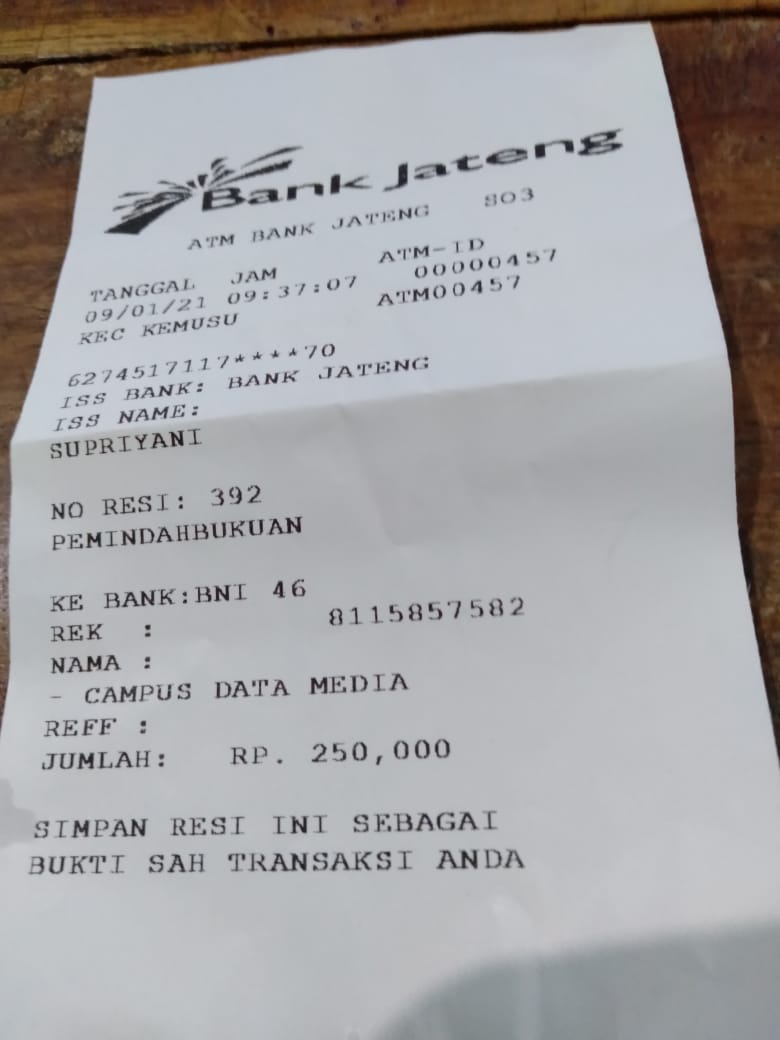 Bank Jateng
ATM BANK JATENG SO3
TANGGAL JAM ATM-ID
09/01/21 09:37:07 00000457
KEC KEMUSU ATM00457
6274517117****70
ISS BANK: BANK JATENG
ISS NAME:
SUPRIYANI
NO RESI: 392
PEMINDAHBUKUAN
KE BANK:BNI 46
REK : 8115857582
NAMA :
- CAMPUS DATA MEDIA
REFF :
JUMLAH: RP. 250,000
SIMPAN RESI INI SEBAGAI
BUKTI SAH TRANSAKSI ANDA